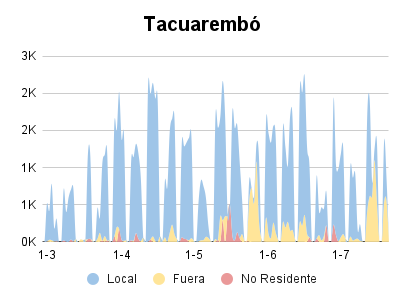 Tacuarembó
3K
3K
2K
2K
1K
1K
0K
1-3 1-4 1-5 1-6 1-7
Local Fuera No Residente